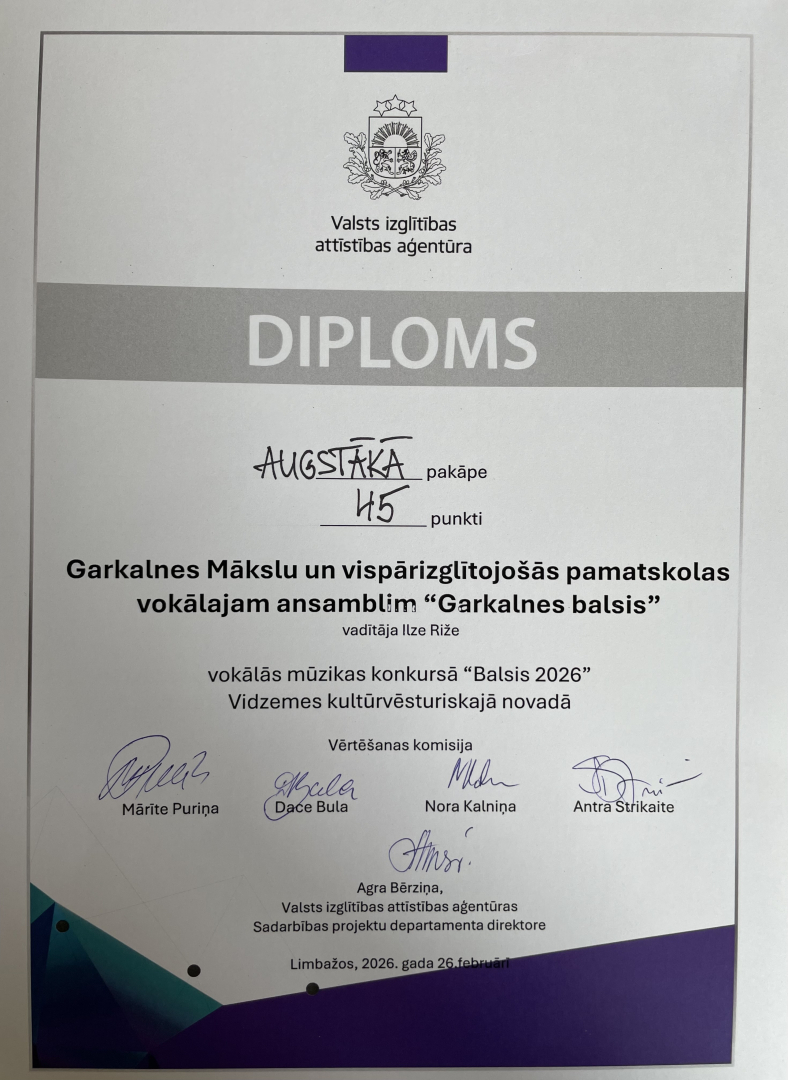 Valsts izglītības
attīstības aģentūra
DIPLOMS
AUGSTĀKĀ pakāpe
45 punkti
Garkalnes Mākslu un vispārizglītojošās pamatskolas
vokālajam ansamblim “Garkalnes balsis”
vadītāja Ilze Riže
vokālās mūzikas konkursā “Balsis 2026”
Vidzemes kultūrvēsturiskajā novadā
Vērtēšanas komisija
Mārīte Puriņa Dace Bula Nora Kalniņa Antra Strikaite
Agra Bērziņa,
Valsts izglītības attīstības aģentūras
Sadarbības projektu departamenta direktore
Limbažos, 2026. gada 26.februārī